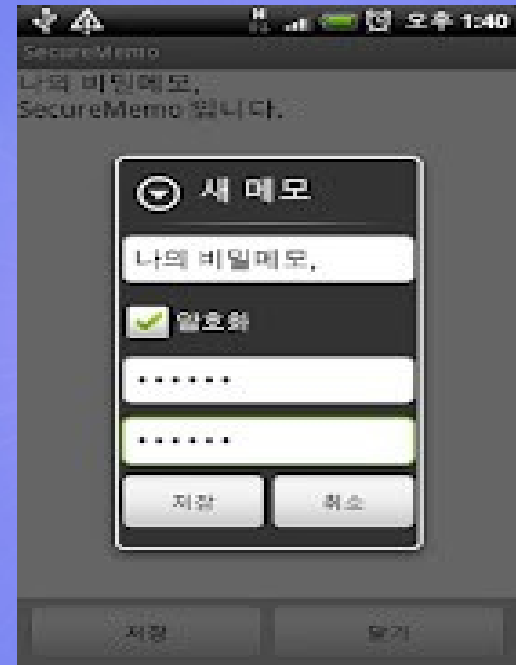 오후 1:40
SecureMemo
나의 비밀메모,
SecureMemo 입니다.
새 메모
나의 비밀메모,
암호화
••••••
••••••
저장
취소
저장
닫기